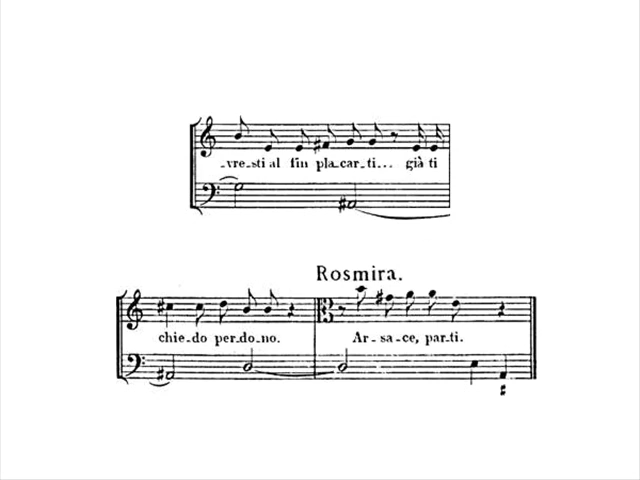 -vre-sti al fin pla-car-ti... già ti
Rosmira.
chie-do per-do-no. Ar-sa-ce, par-ti.